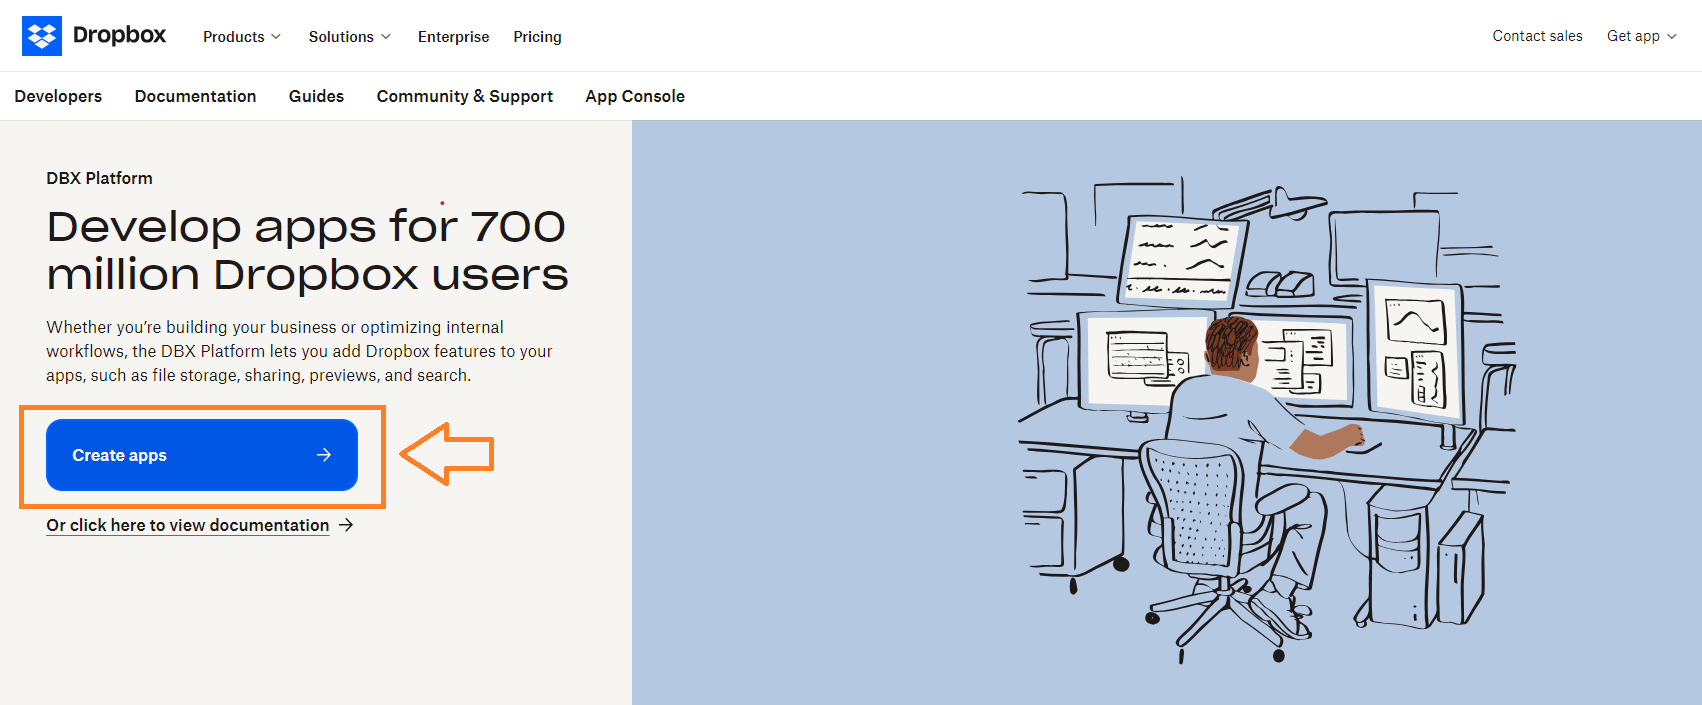 Dropbox
Products
Solutions
Enterprise
Pricing
Contact sales
Get app
Developers
Documentation
Guides
Community & Support
App Console
DBX Platform
Develop apps for 700
million Dropbox users
Whether you’re building your business or optimizing internal
workflows, the DBX Platform lets you add Dropbox features to your
apps, such as file storage, sharing, previews, and search.
Create apps
Or click here to view documentation